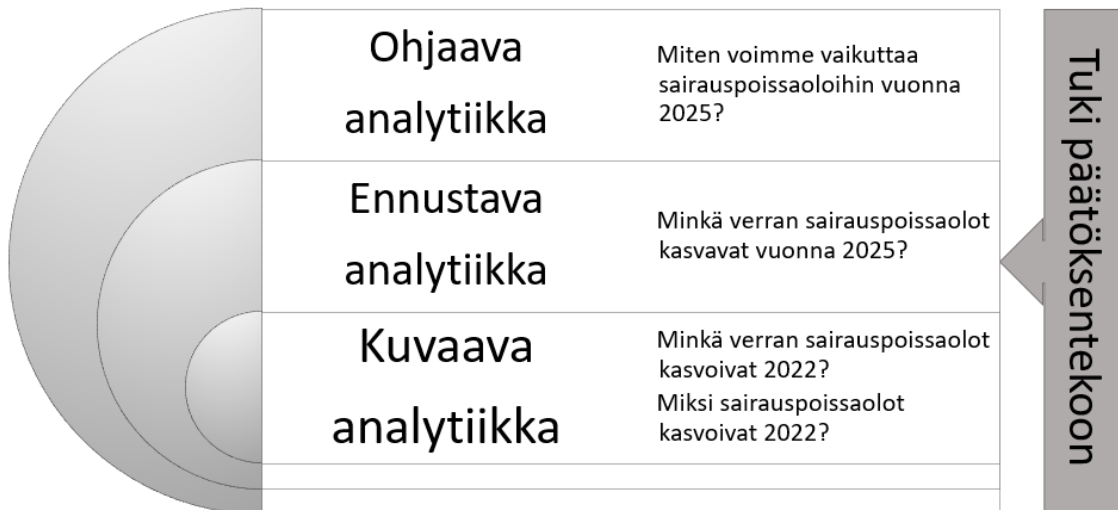 Ohjaava
analytiikka
Miten voimme vaikuttaa
sairauspoissaoloihin vuonna
2025?
Ennustava
analytiikka
Minkä verran sairauspoissaolot
kasvavat vuonna 2025?
Kuvaava
analytiikka
Minkä verran sairauspoissaolot
kasvoivat 2022?
Miksi sairauspoissaolot
kasvoivat 2022?
Tuki päätöksentekoon